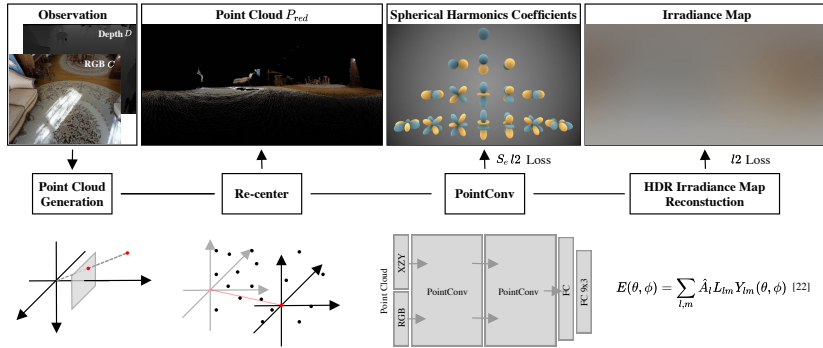 Observation
Point Cloud P_red
Spherical Harmonics Coefficients
Irradiance Map
Depth D
RGB C
S_e l2 Loss
l2 Loss
Point Cloud
Generation
Re-center
PointConv
HDR Irradiance Map
Reconstuction
Point Cloud
XZY
RGB
PointConv
PointConv
FC
FC 9x3
E(θ, ϕ) = ∑_{l,m} Â_l L_{lm} Y_{lm}(θ, ϕ) [22]